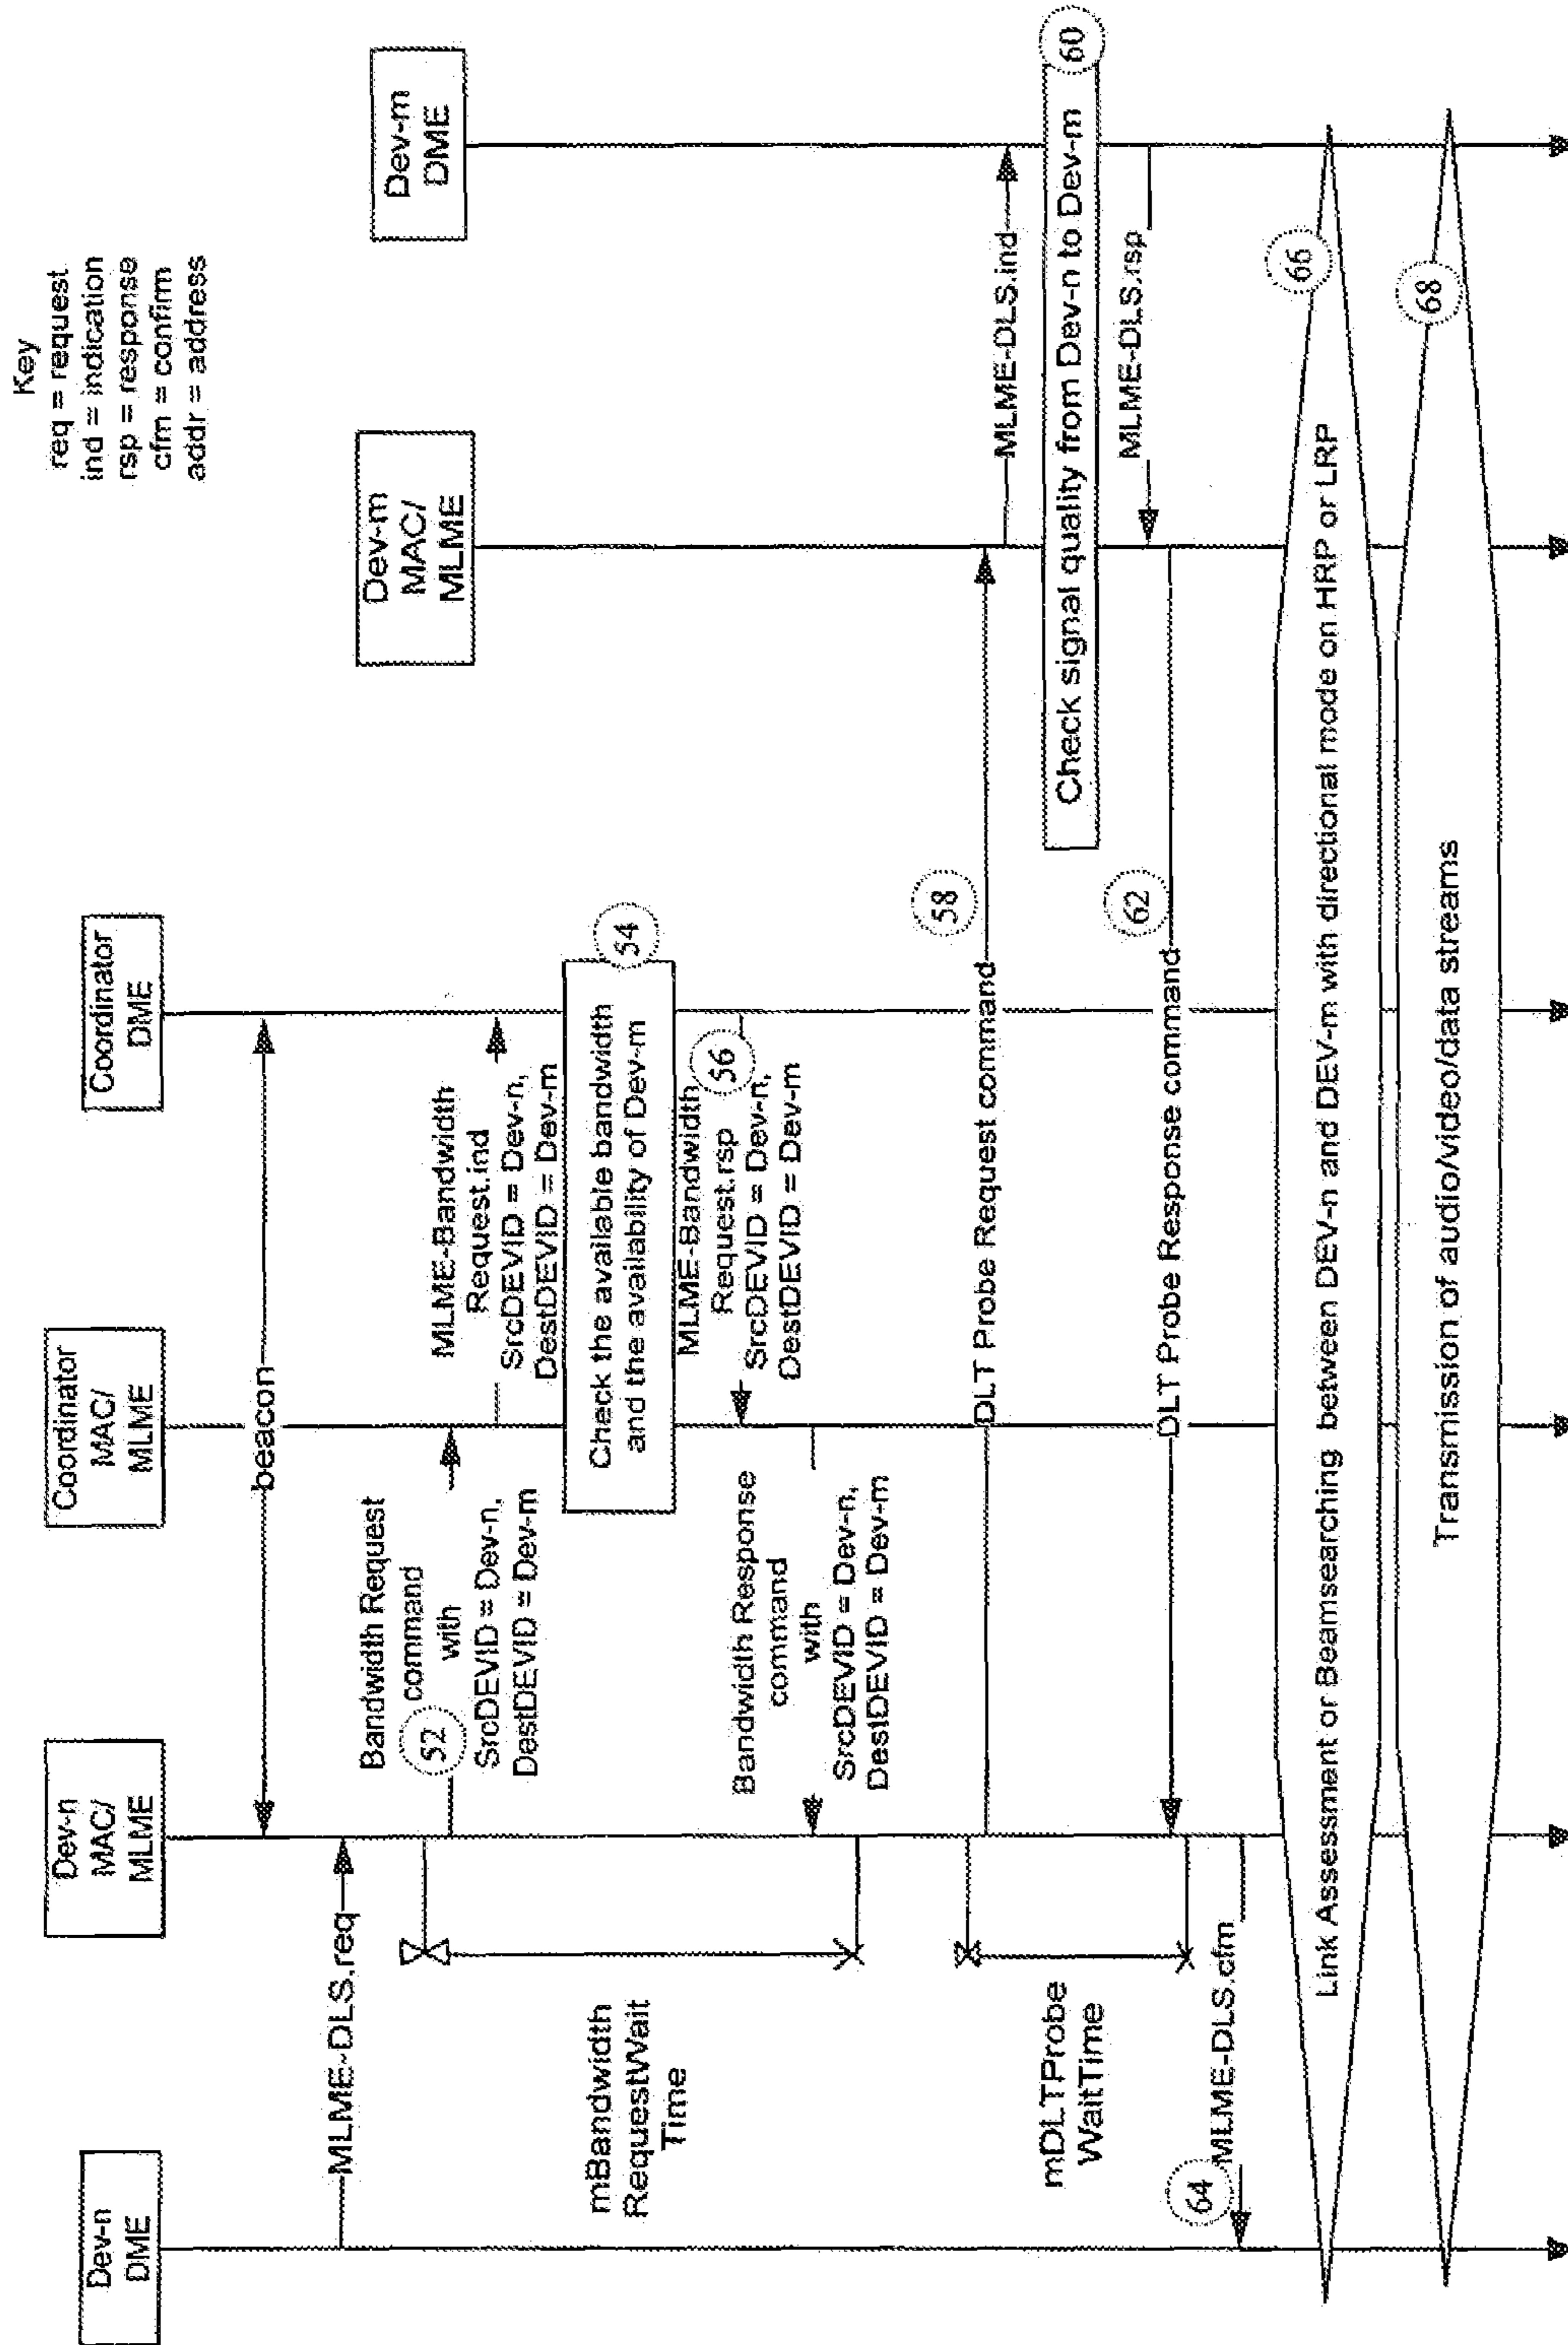 Key
req = request
ind = indication
rsp = response
cfm = confirm
addr = address
Dev-n
DME
Dev-n
MAC/
MLME
Coordinator
MAC/
MLME
Coordinator
DME
Dev-m
MAC/
MLME
Dev-m
DME
beacon
MLME-DLS.req
Bandwidth Request
command
52
with
SrcDEVID = Dev-n,
DestDEVID = Dev-m
MLME-Bandwidth
Request.ind
SrcDEVID = Dev-n,
DestDEVID = Dev-m
54
Check the available bandwidth
and the availability of Dev-m
mBandwidth
RequestWait
Time
MLME-Bandwidth
56
Request.rsp
SrcDEVID = Dev-n,
DestDEVID = Dev-m
Bandwidth Response
command
with
SrcDEVID = Dev-n,
DestDEVID = Dev-m
58
DLT Probe Request command
MLME-DLS.ind
60
Check signal quality from Dev-n to Dev-m
mDLTProbe
WaitTime
MLME-DLS.rsp
62
DLT Probe Response command
64
MLME-DLS.cfm
66
Link Assessment or Beamsearching between DEV-n and DEV-m with directional mode on HRP or LRP
68
Transmission of audio/video/data streams